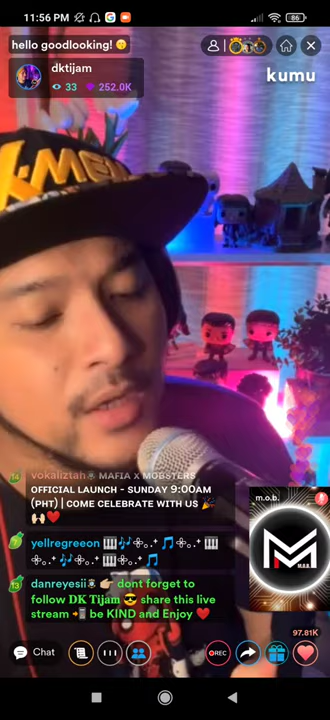 11:56 PM
86
hello goodlooking!
dktijam
33
252.0K
kumu
X-MEN
vokaliztah MAFIA X MOBSTERS
OFFICIAL LAUNCH - SUNDAY 9:00AM
(PHT) | COME CELEBRATE WITH US 🎉
🙌🏻❤️
yellregreeon 🎹🎶 🎵 🎹
🎶 🎵
13
danreyesii 👉🏼 dont forget to
follow 𝐃𝐊 𝐓𝐢𝐣𝐚𝐦 😎 share this live
stream 📲 be KIND and Enjoy ❤️
m.o.b.
M.O.B.
97.81K
Chat
REC